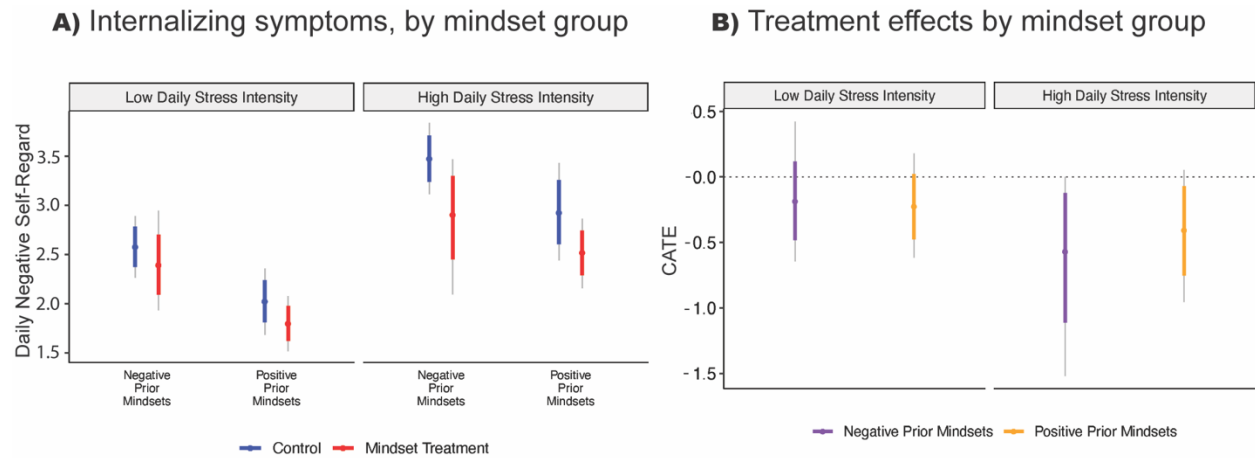 A) Internalizing symptoms, by mindset group
Low Daily Stress Intensity
High Daily Stress Intensity
Daily Negative Self-Regard
3.5
3.0
2.5
2.0
1.5
Negative
Prior
Mindsets
Positive
Prior
Mindsets
Negative
Prior
Mindsets
Positive
Prior
Mindsets
Control
Mindset Treatment
B) Treatment effects by mindset group
Low Daily Stress Intensity
High Daily Stress Intensity
CATE
0.5
-0.0
-0.5
-1.0
-1.5
Negative Prior Mindsets
Positive Prior Mindsets